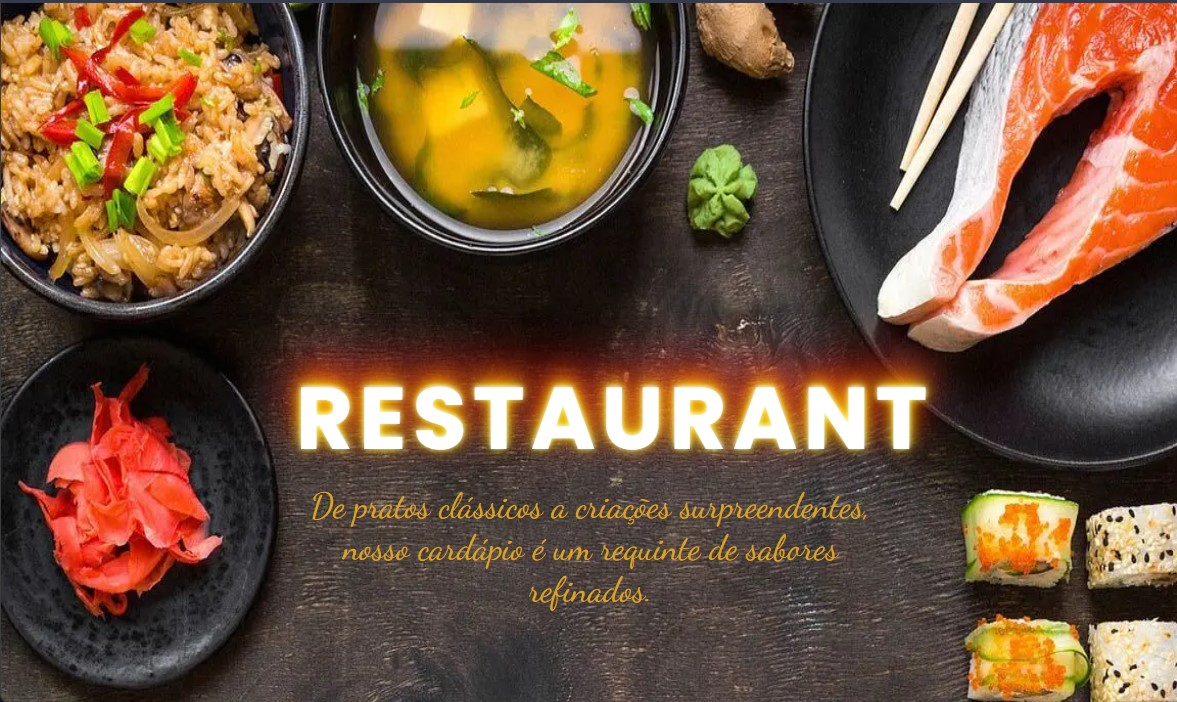 RESTAURANT
De pratos clássicos a criações surpreendentes,
nosso cardápio é um requinte de sabores
refinados.